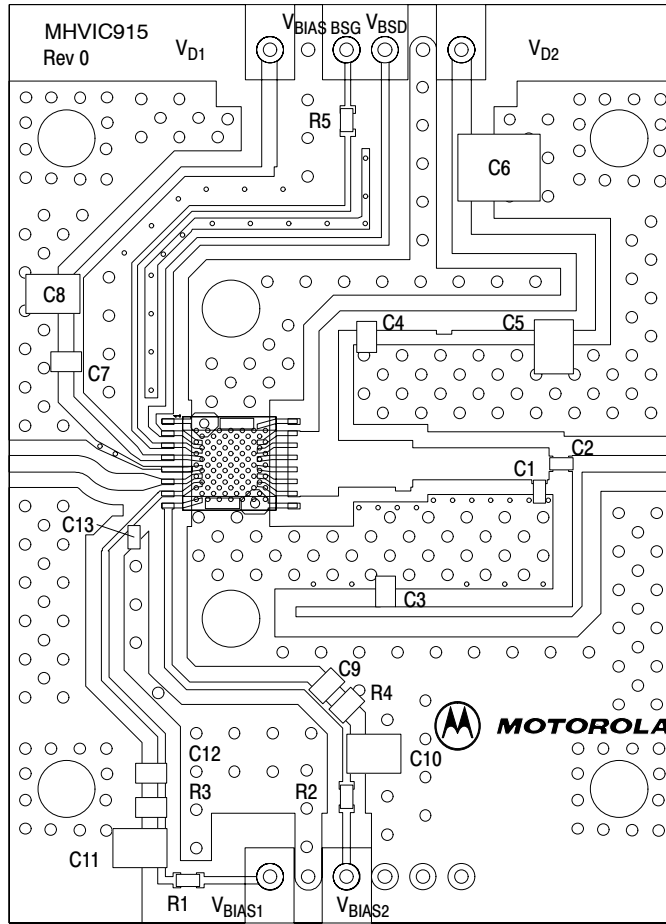 MHVIC915
Rev 0
VD1
VBIAS BSG
VBSD
VD2
R5
C6
C8
C4
C5
C7
1
C2
C1
C13
C3
C9
R4
MOTOROLA
C12
C10
R3
R2
C11
R1
VBIAS1
VBIAS2